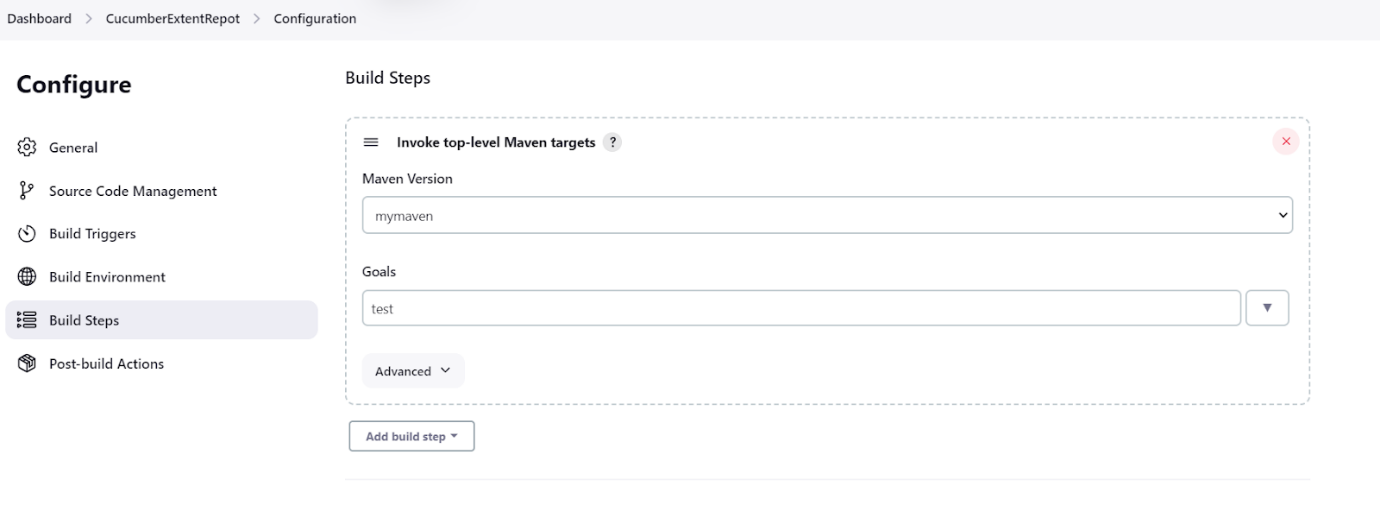 Dashboard > CucumberExtentRepot > Configuration
Configure
General
Source Code Management
Build Triggers
Build Environment
Build Steps
Post-build Actions
Build Steps
Invoke top-level Maven targets ?
Maven Version
mymaven
Goals
test
Advanced
Add build step